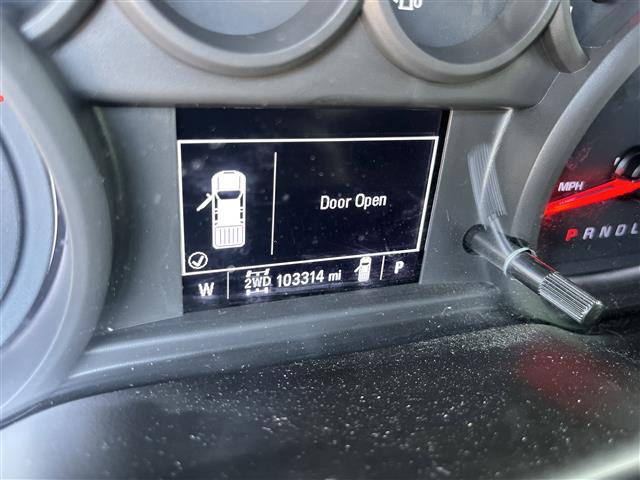 Door Open
W 2WD 103314 mi P
MPH
PRNDL